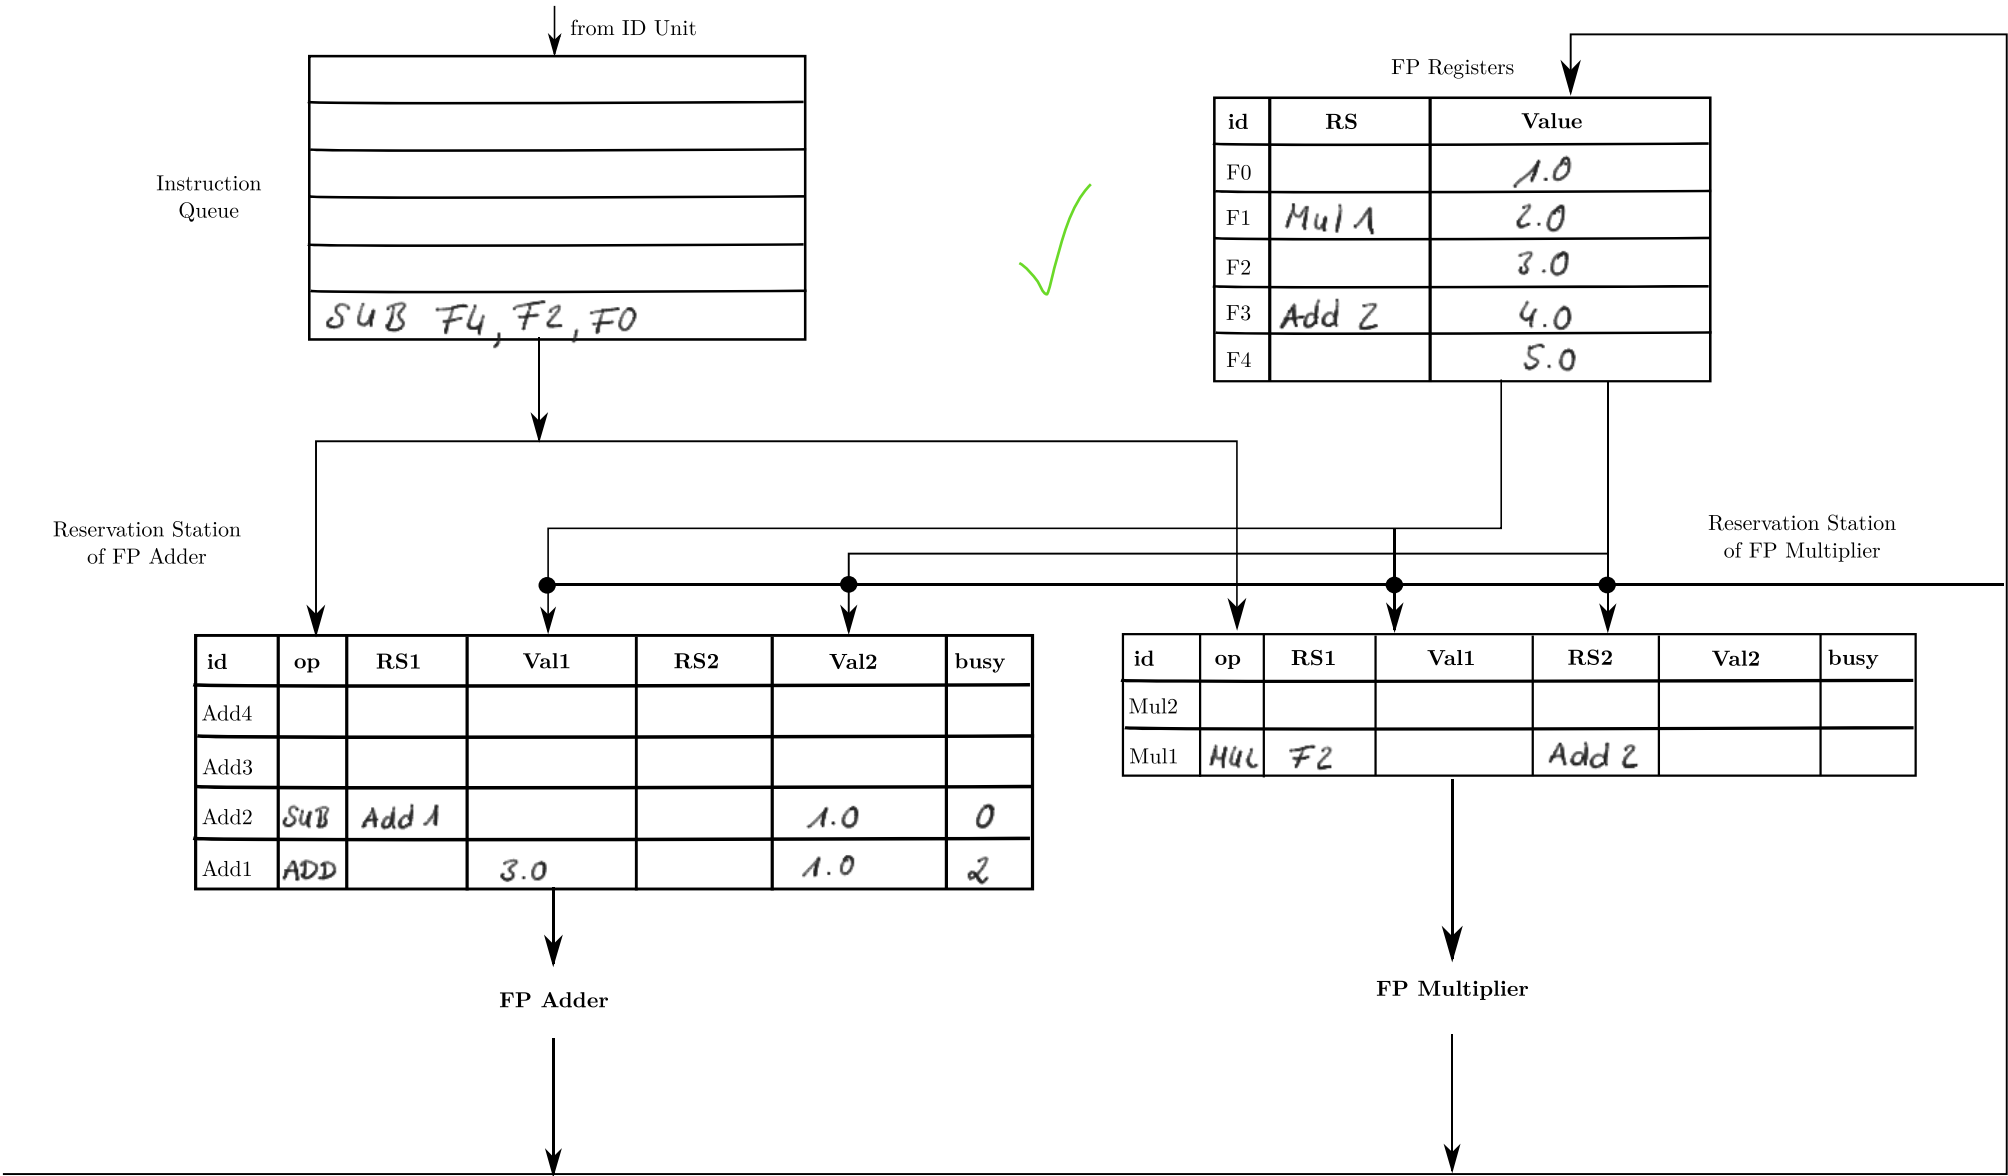 from ID Unit
Instruction
Queue
SUB F4, F2, F0
FP Registers
id RS Value
F0 1.0
F1 Mul 1 2.0
F2 3.0
F3 Add 2 4.0
F4 5.0
Reservation Station
of FP Adder
id op RS1 Val1 RS2 Val2 busy
Add4
Add3
Add2 SUB Add 1 1.0 0
Add1 ADD 3.0 1.0 2
FP Adder
Reservation Station
of FP Multiplier
id op RS1 Val1 RS2 Val2 busy
Mul2
Mul1 MUL F2 Add 2
FP Multiplier